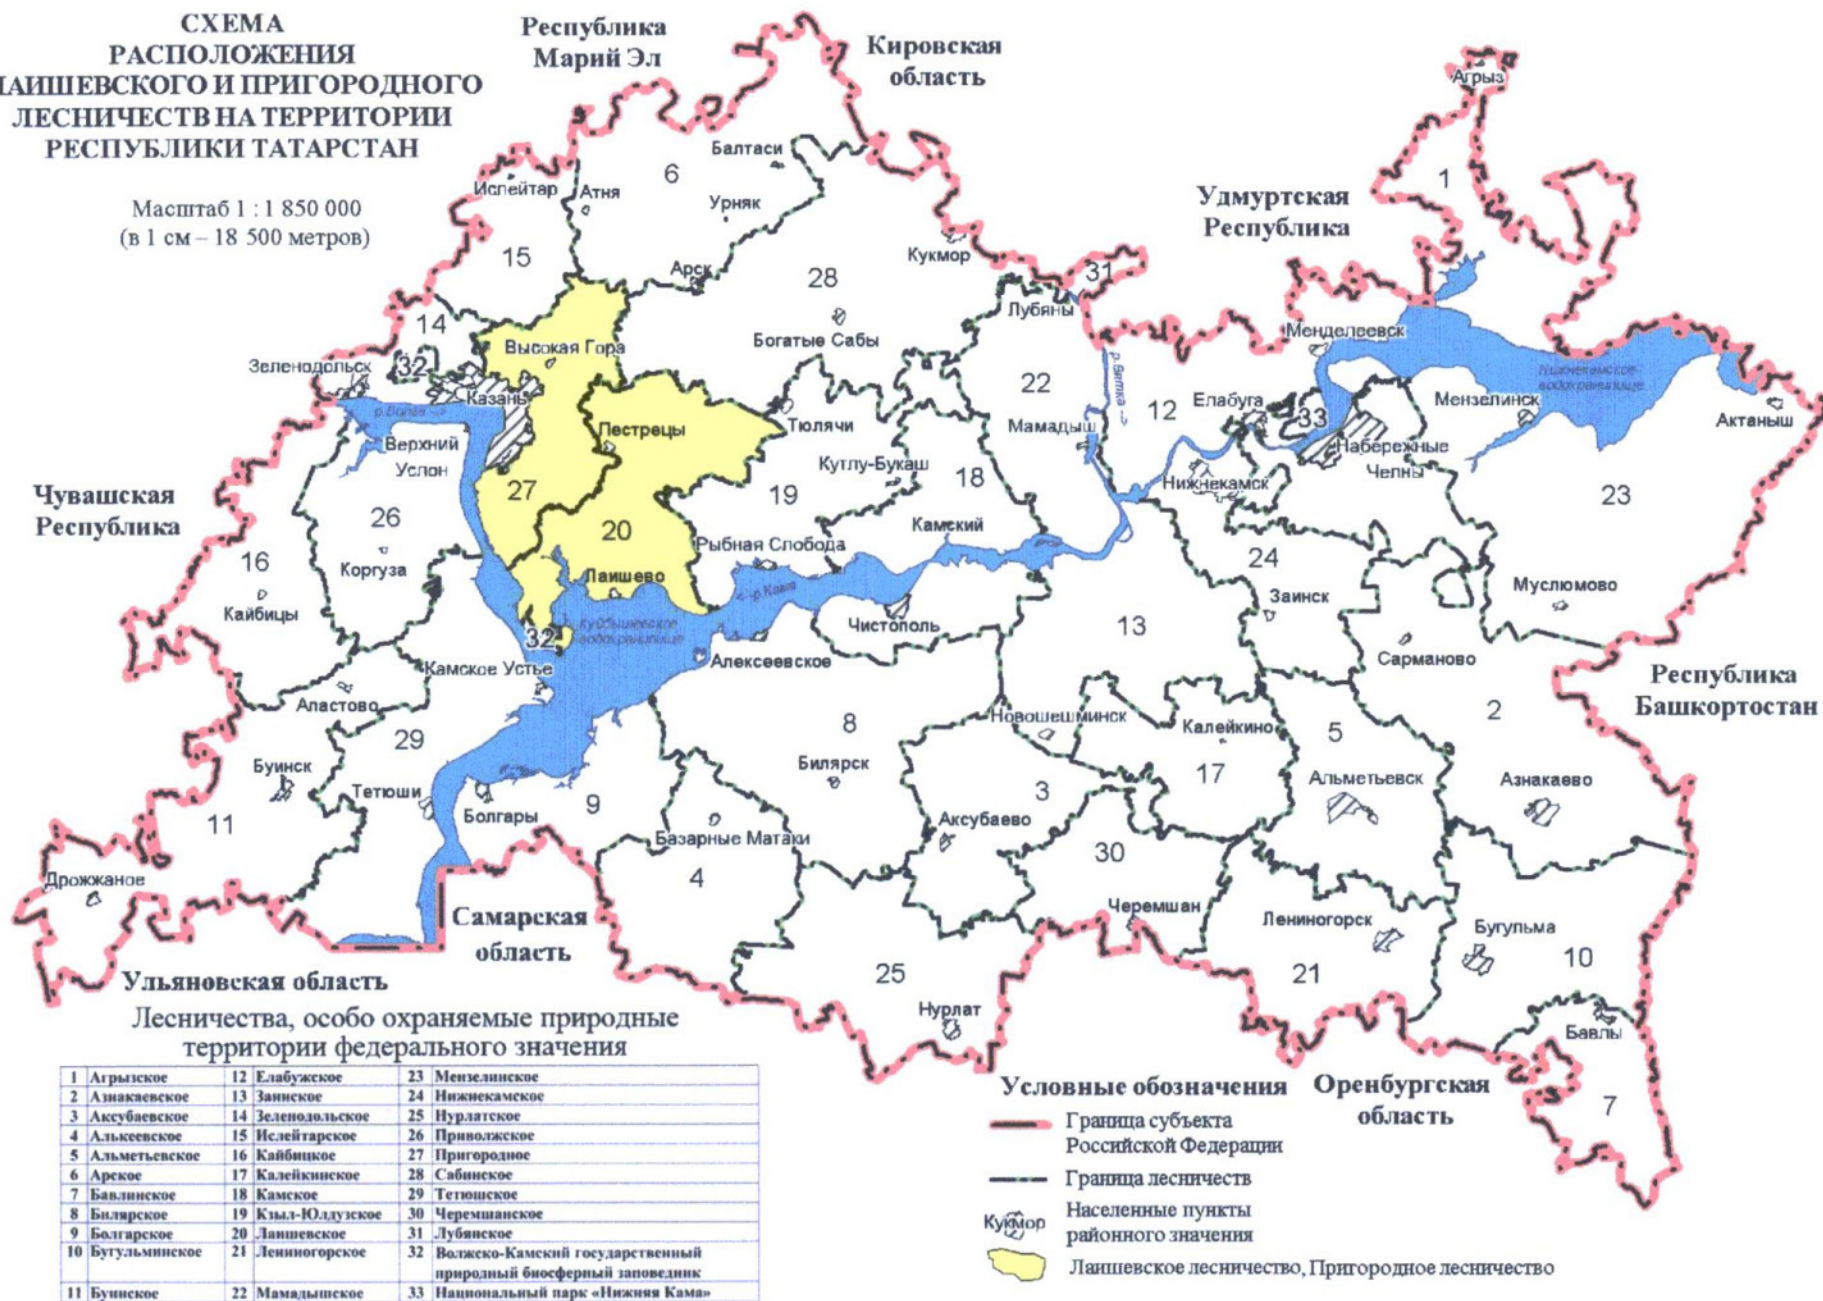 СХЕМА
РАСПОЛОЖЕНИЯ
ЛАИШЕВСКОГО И ПРИГОРОДНОГО
ЛЕСНИЧЕСТВ НА ТЕРРИТОРИИ
РЕСПУБЛИКИ ТАТАРСТАН
Масштаб 1 : 1 850 000
(в 1 см – 18 500 метров)
Республика
Марий Эл
Кировская
область
Удмуртская
Республика
Чувашская
Республика
Республика
Башкортостан
Самарская
область
Ульяновская область
Оренбургская
область
Агрыз
1
Балтаси
6
Ислейтар
Атня
Урняк
15
Арск
Кукмор
28
31
Лубяны
14
Высокая Гора
Богатые Сабы
Менделеевск
32
Зеленодольск
Казань
22
р.Вятка -->
12
Елабуга
33
Мензелинск
Нижнекамское
водохранилище
Актаныш
р.Волга -->
Верхний
Услон
Пестрецы
Тюлячи
Мамадыш
Набережные
Челны
Кутлу-Букаш
18
Нижнекамск
23
27
19
26
20
Камский
Рыбная Слобода
24
16
Коргуза
Лаишево
<--р.Кама
Заинск
Муслюмово
Кайбицы
Чистополь
13
32
Куйбышевское
водохранилище
Алексеевское
Сарманово
Камское Устье
Апастово
8
Новошешминск
Калейкино
5
2
29
Буинск
Билярск
Альметьевск
Азнакаево
Тетюши
17
Болгары
9
3
11
Базарные Матаки
Аксубаево
30
Дрожжаное
4
Черемшан
Лениногорск
Бугульма
25
21
10
Нурлат
Бавлы
7
Лесничества, особо охраняемые природные
территории федерального значения
1 Агрызское 12 Елабужское 23 Мензелинское
2 Азнакаевское 13 Заинское 24 Нижнекамское
3 Аксубаевское 14 Зеленодольское 25 Нурлатское
4 Алькеевское 15 Ислейтарское 26 Приволжское
5 Альметьевское 16 Кайбицкое 27 Пригородное
6 Арское 17 Калейкинское 28 Сабинское
7 Бавлинское 18 Камское 29 Тетюшское
8 Билярское 19 Кзыл-Юлдузское 30 Черемшанское
9 Болгарское 20 Лаишевское 31 Лубянское
10 Бугульминское 21 Лениногорское 32 Волжско-Камский государственный
природный биосферный заповедник
11 Буинское 22 Мамадышское 33 Национальный парк «Нижняя Кама»
Условные обозначения
Граница субъекта
Российской Федерации
Граница лесничеств
Кукмор
Населенные пункты
районного значения
Лаишевское лесничество, Пригородное лесничество